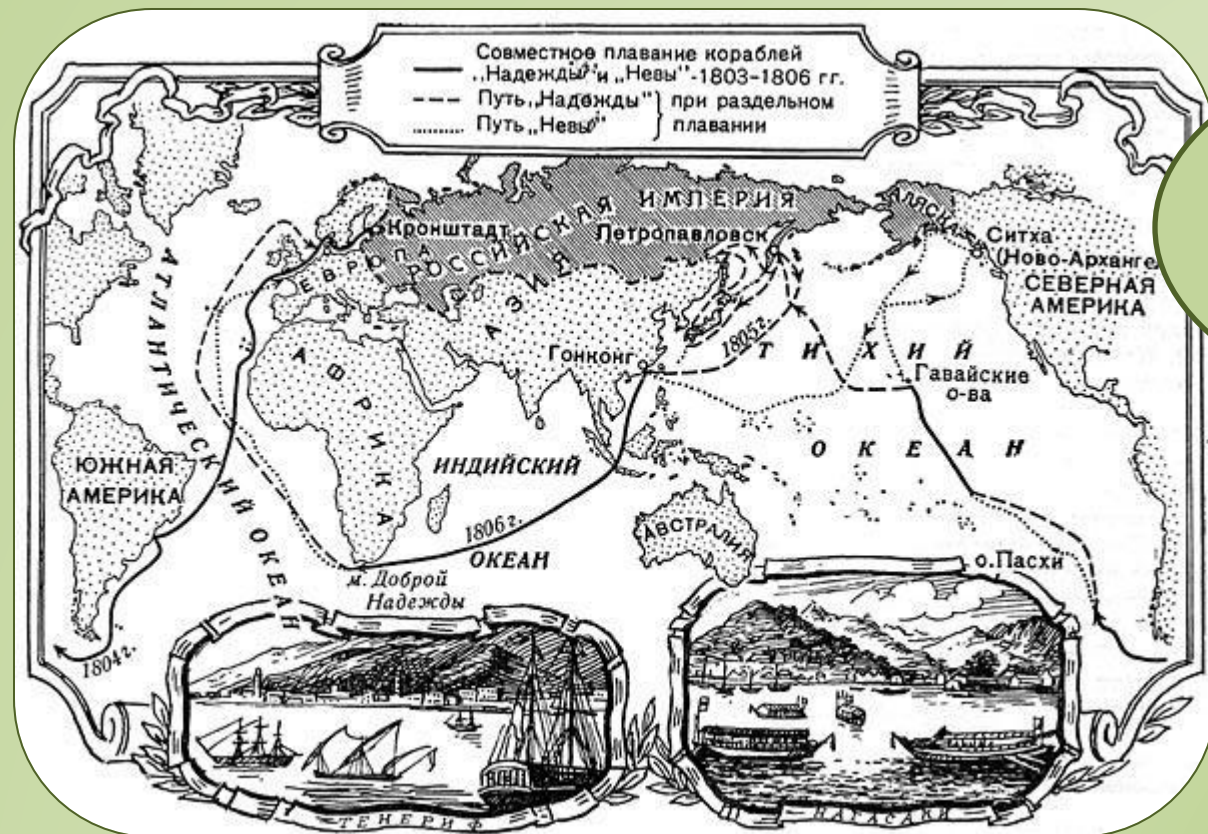 Совместное плавание кораблей
„Надежды" и „Невы"-1803-1806 гг.
Путь „Надежды" } при раздельном
Путь „Невы" плавании
РОССИЙСКАЯ ИМПЕРИЯ
АЛЯСКА
Кронштадт
Петропавловск
Ситха
(Ново-Арханге
СЕВЕРНАЯ
АМЕРИКА
ЕВРОПА
АЗИЯ
АТЛАНТИЧЕСКИЙ ОКЕАН
АФРИКА
Гонконг
1805г.
ТИХИЙ
ОКЕАН
Гавайские
о-ва
ЮЖНАЯ
АМЕРИКА
ИНДИЙСКИЙ
ОКЕАН
1806г.
АВСТРАЛИЯ
о.Пасхи
м. Доброй
Надежды
1804г.
ТЕНЕРИФ
НАГАСАКИ